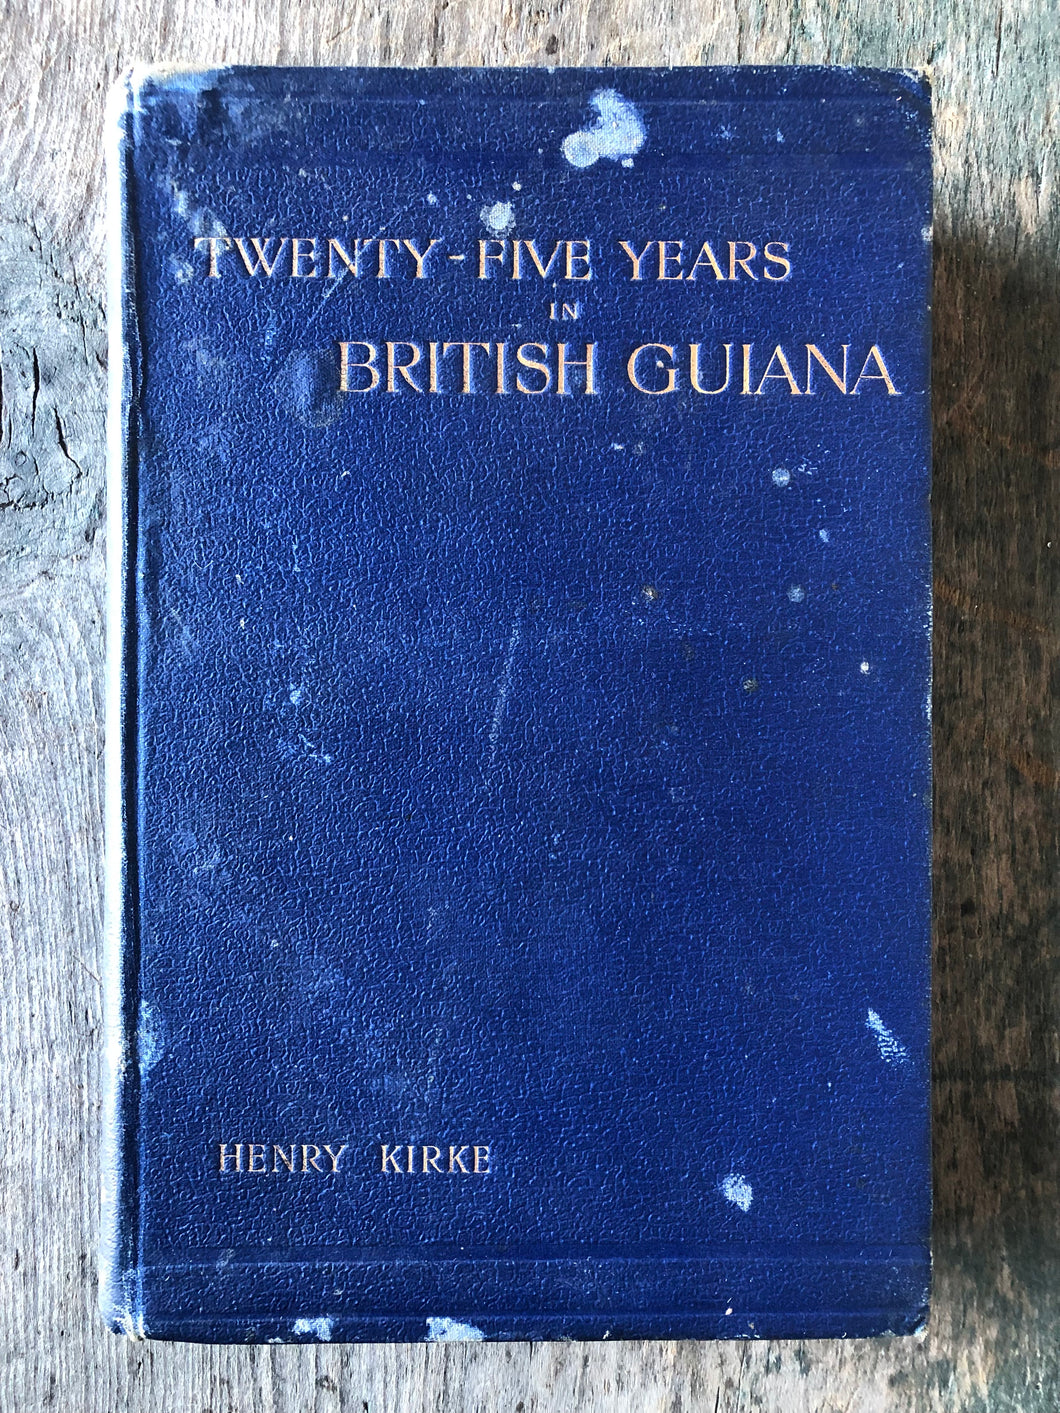 TWENTY-FIVE YEARS
IN
BRITISH GUIANA
HENRY KIRKE